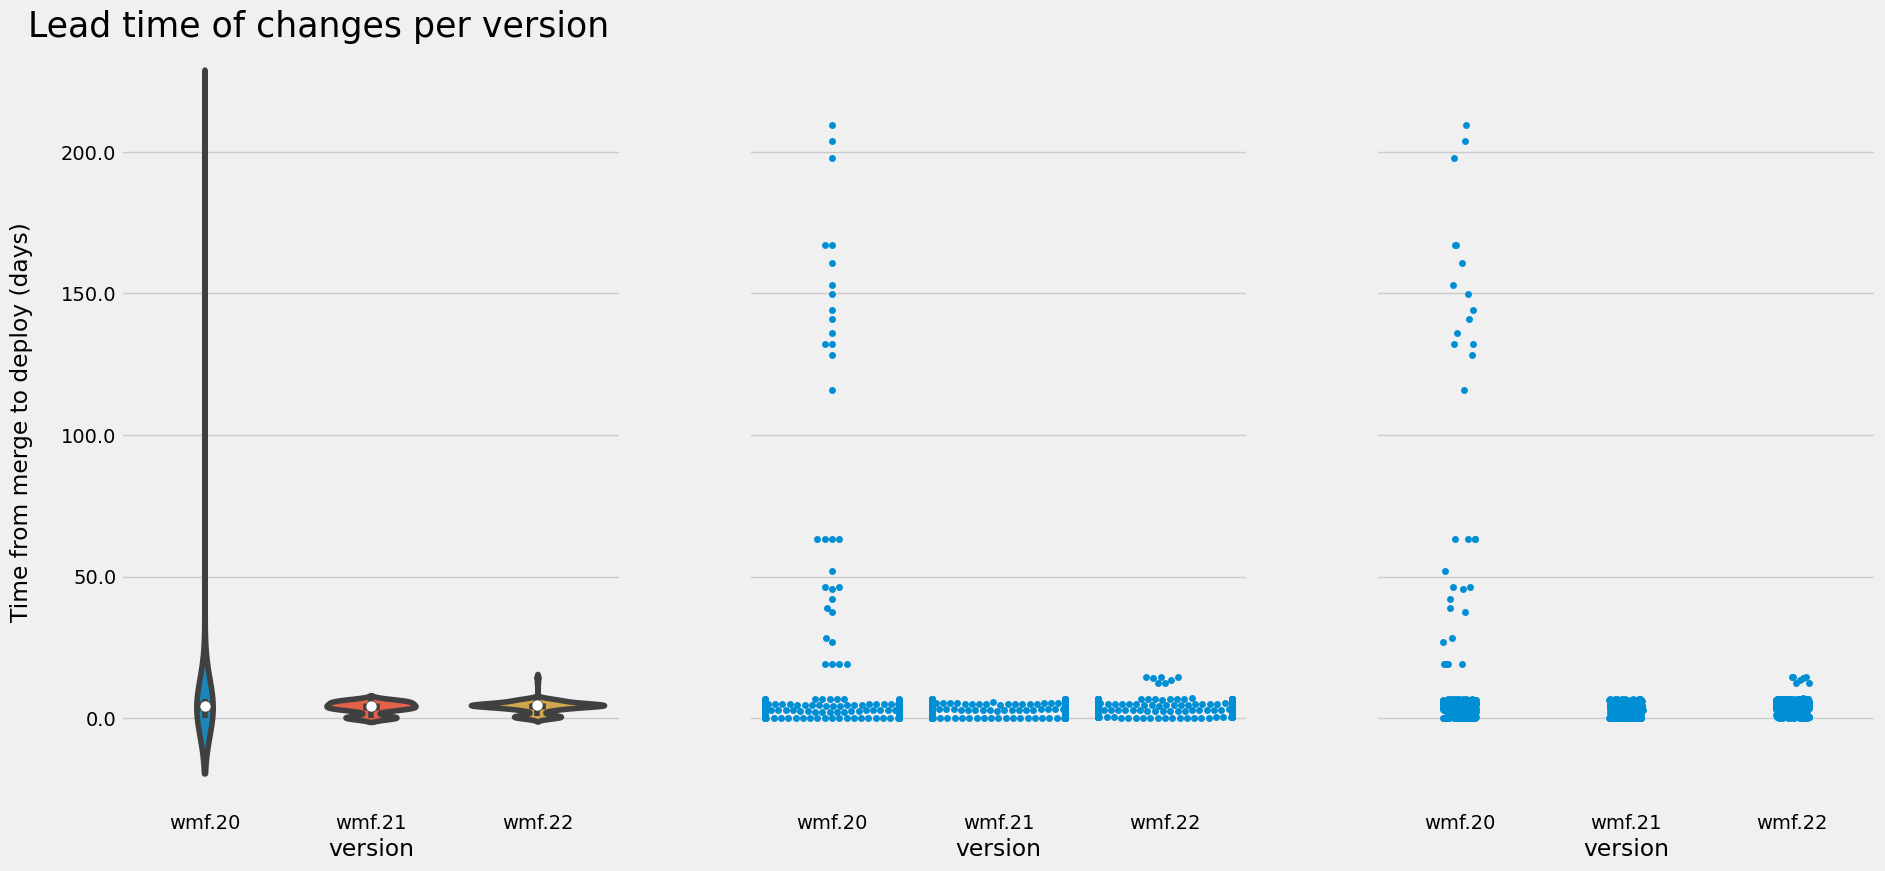 Lead time of changes per version
Time from merge to deploy (days)
200.0
150.0
100.0
50.0
0.0
wmf.20 wmf.21 wmf.22
version
wmf.20 wmf.21 wmf.22
version
wmf.20 wmf.21 wmf.22
version